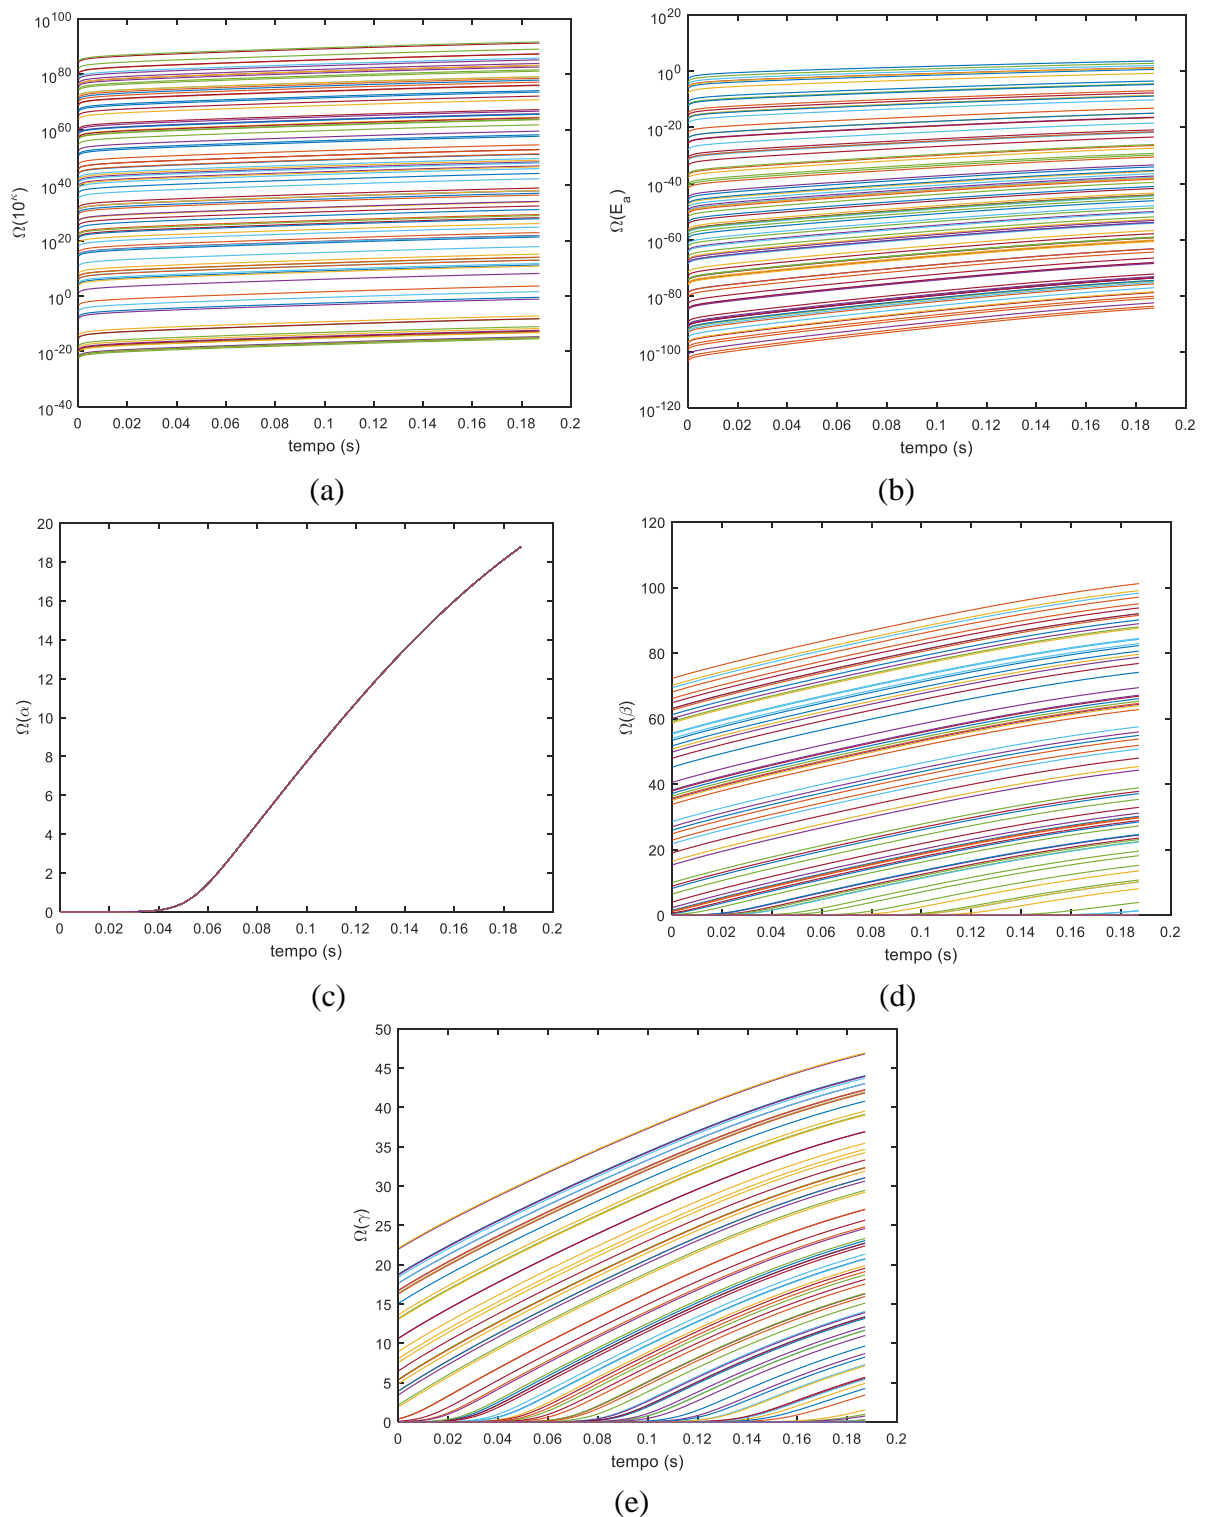 10^100
10^80
10^60
10^40
10^20
10^0
10^-20
10^-40
Ω(10^κ)
0 0.02 0.04 0.06 0.08 0.1 0.12 0.14 0.16 0.18 0.2
tempo (s)
(a)
10^20
10^0
10^-20
10^-40
10^-60
10^-80
10^-100
10^-120
Ω(E_a)
0 0.02 0.04 0.06 0.08 0.1 0.12 0.14 0.16 0.18 0.2
tempo (s)
(b)
20
18
16
14
12
10
8
6
4
2
0
Ω(α)
0 0.02 0.04 0.06 0.08 0.1 0.12 0.14 0.16 0.18 0.2
tempo (s)
(c)
120
100
80
60
40
20
0
Ω(β)
0 0.02 0.04 0.06 0.08 0.1 0.12 0.14 0.16 0.18 0.2
tempo (s)
(d)
50
45
40
35
30
25
20
15
10
5
0
Ω(γ)
0 0.02 0.04 0.06 0.08 0.1 0.12 0.14 0.16 0.18 0.2
tempo (s)
(e)